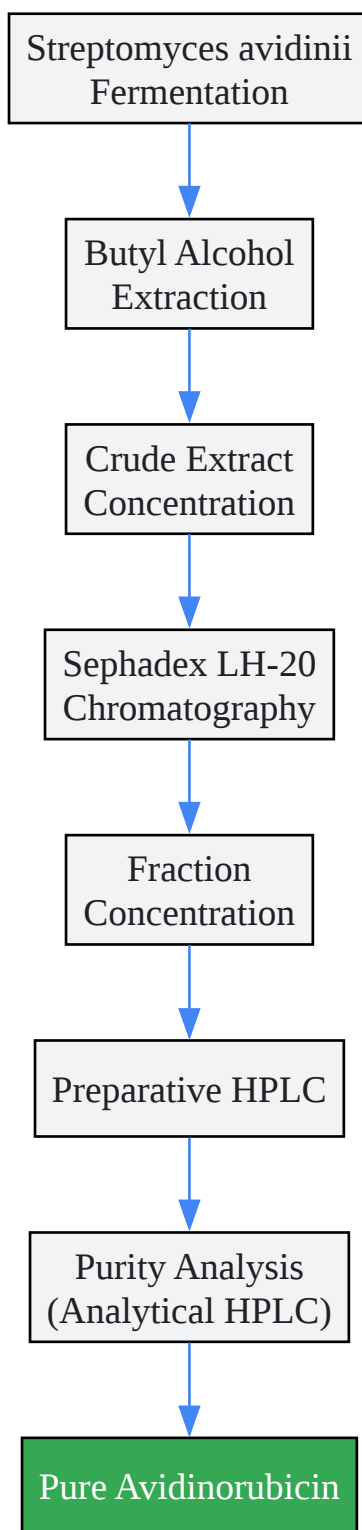 Streptomyces avidinii
Fermentation
Butyl Alcohol
Extraction
Crude Extract
Concentration
Sephadex LH-20
Chromatography
Fraction
Concentration
Preparative HPLC
Purity Analysis
(Analytical HPLC)
Pure Avidinorubicin